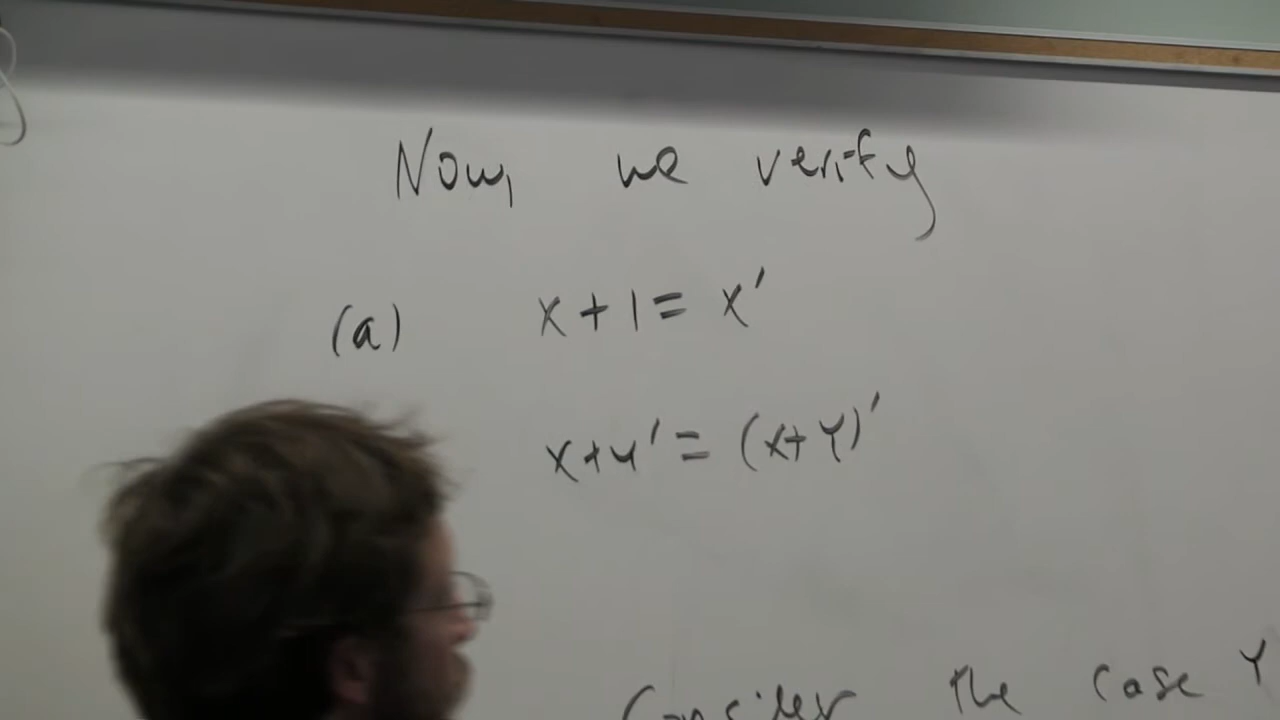 Now, we verify
(a) x + 1 = x'
x + y' = (x + y)'
Consider the case Y